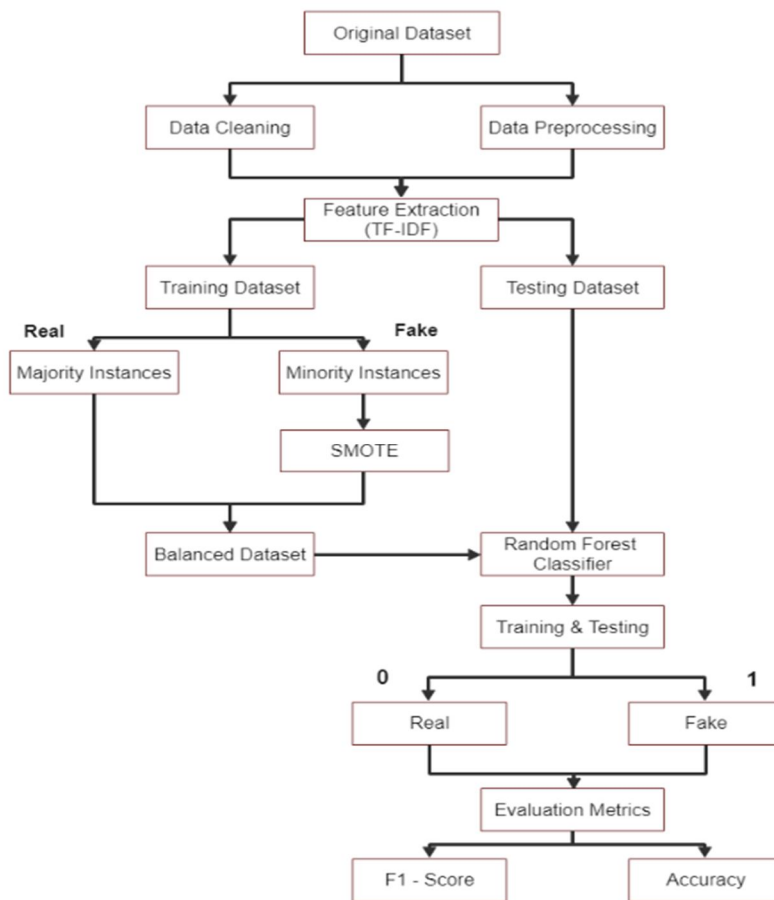 Original Dataset
Data Cleaning
Data Preprocessing
Feature Extraction
(TF-IDF)
Training Dataset
Testing Dataset
Real
Fake
Majority Instances
Minority Instances
SMOTE
Balanced Dataset
Random Forest
Classifier
Training & Testing
0
1
Real
Fake
Evaluation Metrics
F1 - Score
Accuracy